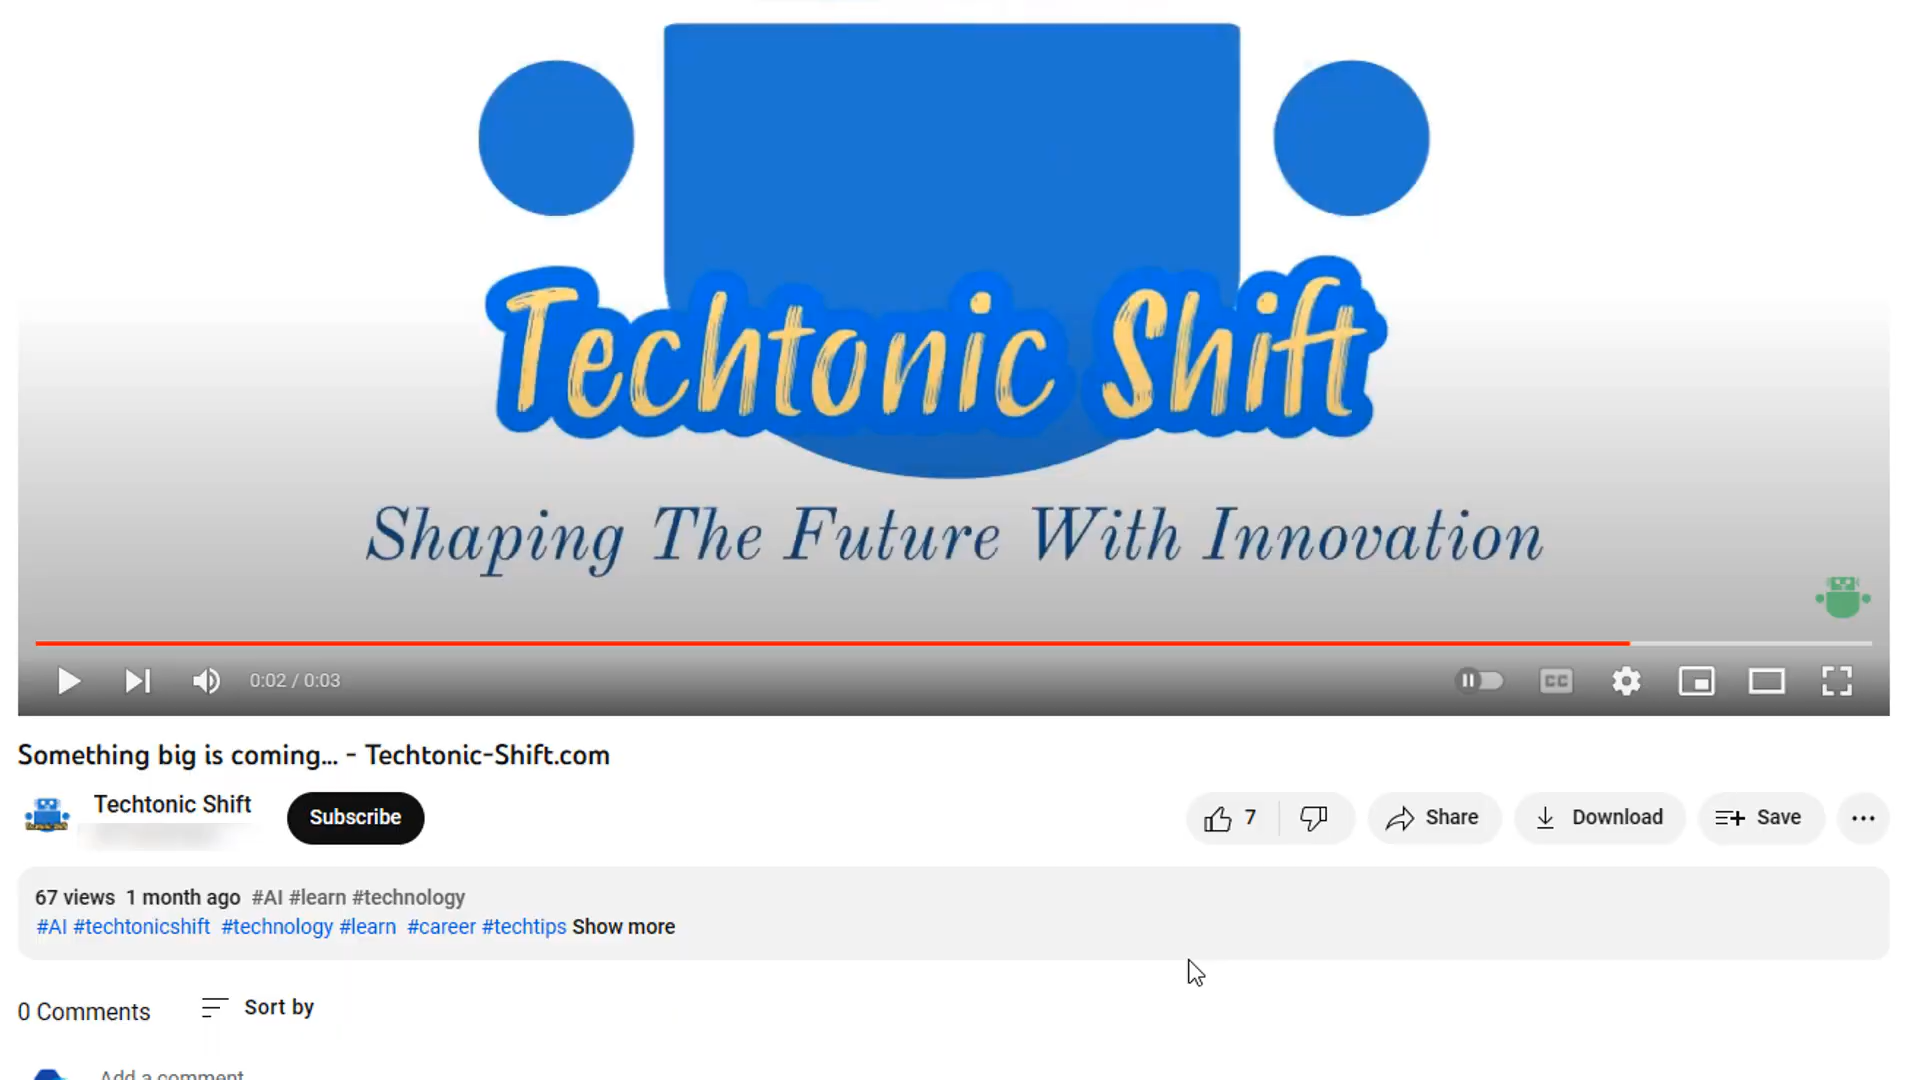 Techtonic Shift
Shaping The Future With Innovation
0:02 / 0:03
CC
Something big is coming... - Techtonic-Shift.com
Techtonic Shift
Subscribe
7
Share
Download
Save
67 views 1 month ago #AI #learn #technology
#AI #techtonicshift #technology #learn #career #techtips Show more
0 Comments
Sort by
Add a comment